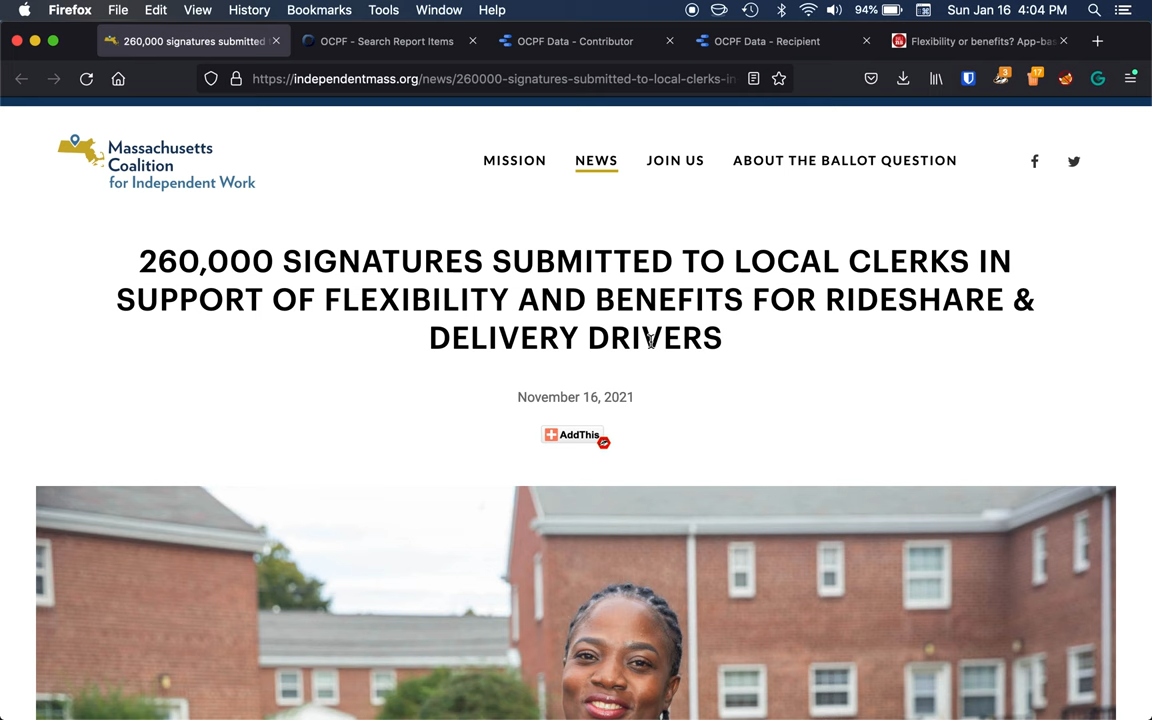 Firefox File Edit View History Bookmarks Tools Window Help 94% Sun Jan 16 4:04 PM
260,000 signatures submitted OCPF - Search Report Items OCPF Data - Contributor OCPF Data - Recipient Flexibility or benefits? App-bas
https://independentmass.org/news/260000-signatures-submitted-to-local-clerks-in 3 17
Massachusetts
Coalition
for Independent Work
MISSION NEWS JOIN US ABOUT THE BALLOT QUESTION
260,000 SIGNATURES SUBMITTED TO LOCAL CLERKS IN
SUPPORT OF FLEXIBILITY AND BENEFITS FOR RIDESHARE &
DELIVERY DRIVERS
November 16, 2021
AddThis